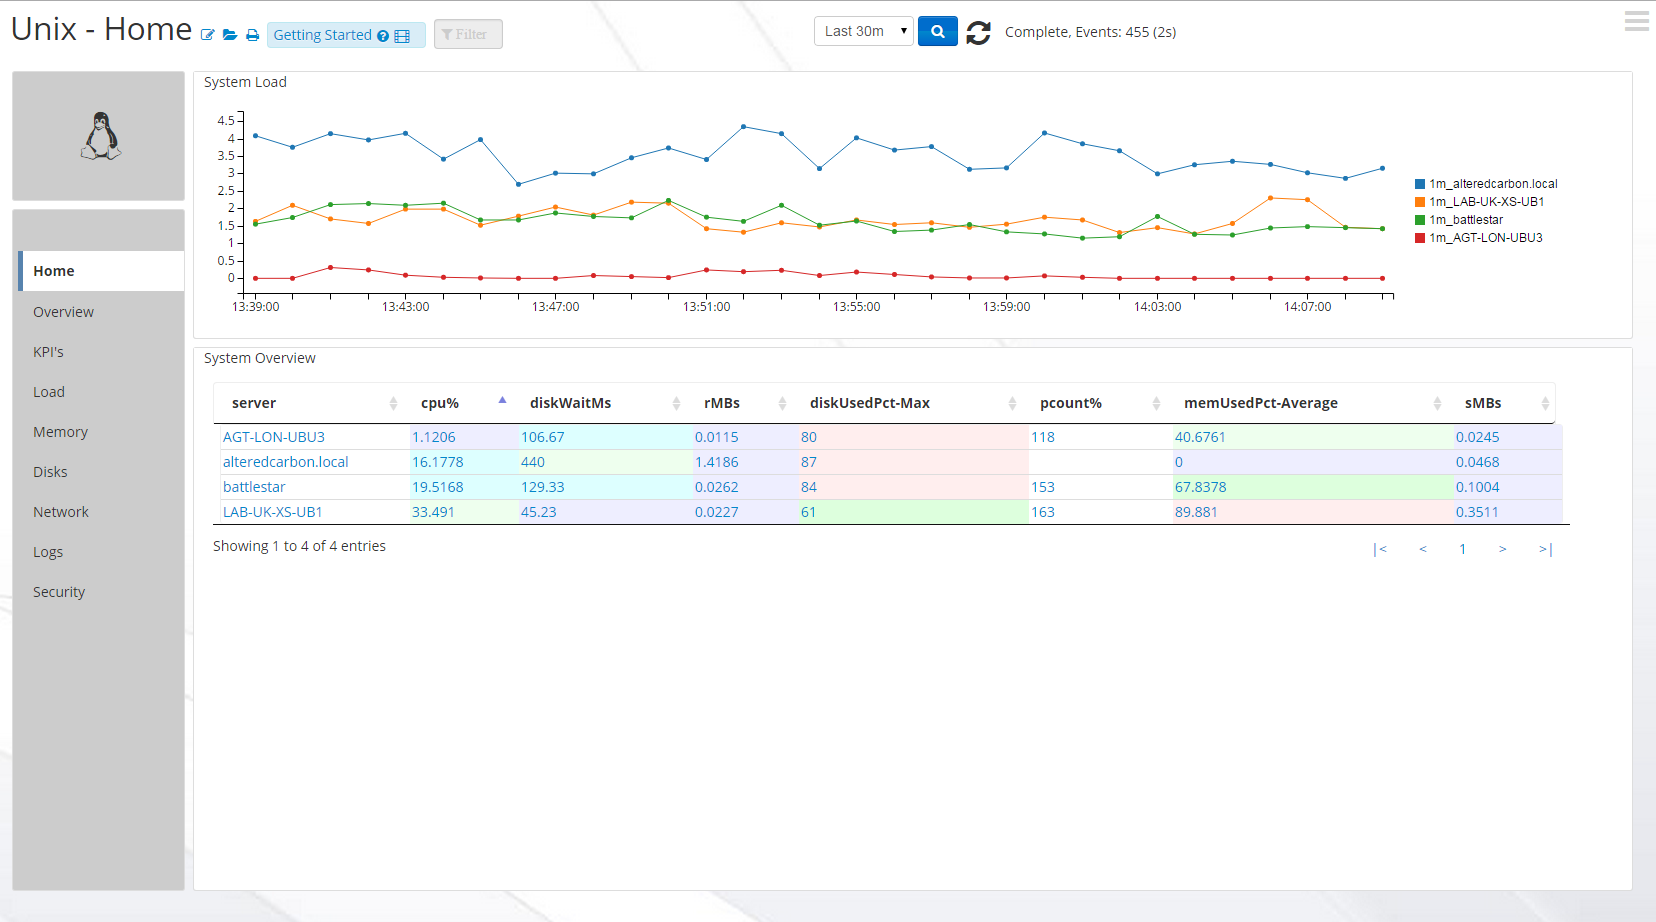 Unix - Home Getting Started Filter Last 30m Complete, Events: 455 (2s)
System Load
4.5
4
3.5
3
2.5
2
1.5
1
0.5
0
13:39:00 13:43:00 13:47:00 13:51:00 13:55:00 13:59:00 14:03:00 14:07:00
1m_alteredcarbon.local
1m_LAB-UK-XS-UB1
1m_battlestar
1m_AGT-LON-UBU3
Home
Overview
KPI's
Load
Memory
Disks
Network
Logs
Security
System Overview
server cpu% diskWaitMs rMBs diskUsedPct-Max pcount% memUsedPct-Average sMBs
AGT-LON-UBU3 1.1206 106.67 0.0115 80 118 40.6761 0.0245
alteredcarbon.local 16.1778 440 1.4186 87 0 0.0468
battlestar 19.5168 129.33 0.0262 84 153 67.8378 0.1004
LAB-UK-XS-UB1 33.491 45.23 0.0227 61 163 89.881 0.3511
Showing 1 to 4 of 4 entries |< < 1 > >|